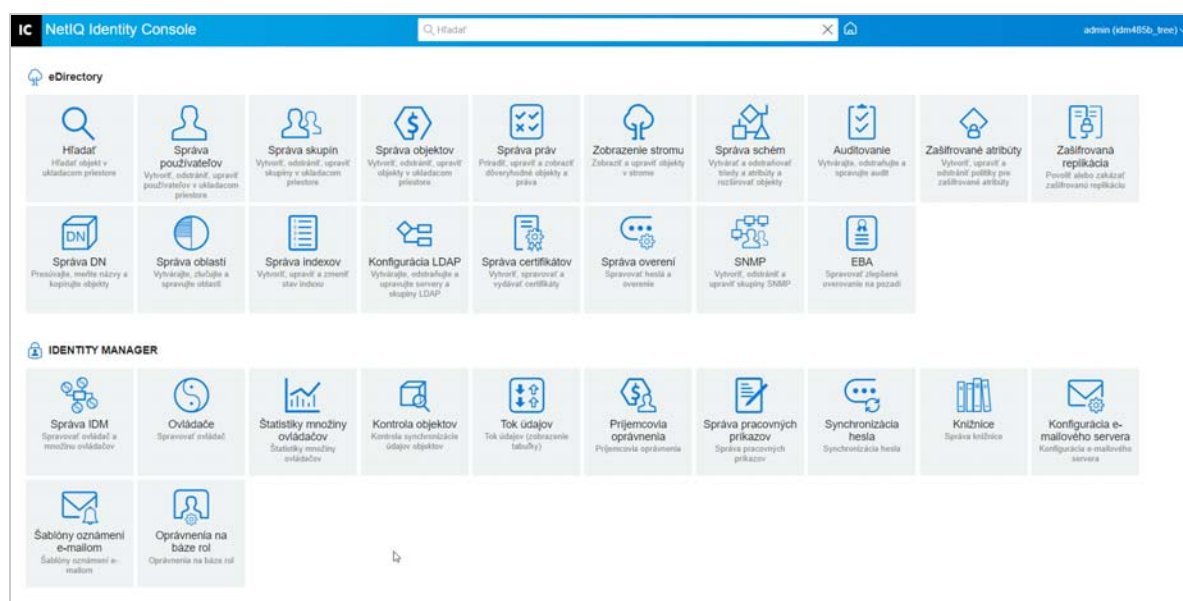 IC NetIQ Identity Console
Hľadať
admin (idm485b_tree)
eDirectory
Hľadať
Hľadať objekt v
ukladacom priestore
Správa
používateľov
Vytvoriť, odstrániť, upraviť
používateľov v ukladacom
priestore
Správa skupín
Vytvoriť, odstrániť, upraviť
skupiny v ukladacom
priestore
Správa objektov
Vytvoriť, odstrániť, upraviť
objekty v ukladacom
priestore
Správa práv
Priradiť, upraviť a zobraziť
dôveryhodné objekty a
práva
Zobrazenie stromu
Zobraziť a upraviť objekty
v strome
Správa schém
Vytvárať a odstraňovať
triedy a atribúty a
rozširovať objekty
Auditovanie
Vytvárajte, odstraňujte a
spravujte audit
Zašifrované atribúty
Vytvoriť, upraviť a
odstrániť politiky pre
zašifrované atribúty
Zašifrovaná
replikácia
Povoliť alebo zakázať
zašifrovanú replikáciu
DN
Správa DN
Presúvajte, meňte názvy a
kopírujte objekty
Správa oblastí
Vytvárajte, zlučujte a
spravujte oblasti
Správa indexov
Vytvoriť, upraviť a zmeniť
stav indexu
Konfigurácia LDAP
Vytvárajte, odstraňujte a
upravujte servery a
skupiny LDAP
Správa certifikátov
Vytvoriť, spravovať a
vydávať certifikáty
Správa overení
Spravovať heslá a
overenie
SNMP
Vytvoriť, odstrániť a
upraviť skupiny SNMP
EBA
Spravovať zlepšené
overovanie na pozadí
IDENTITY MANAGER
Správa IDM
Spravovať ovládač a
množinu ovládačov
Ovládače
Spravovať ovládač
Štatistiky množiny
ovládačov
Štatistiky množiny
ovládačov
Kontrola objektov
Kontrola synchronizácie
údajov objektov
Tok údajov
Tok údajov (zobrazenie
tabuľky)
Príjemcovia
oprávnenia
Príjemcovia oprávnenia
Správa pracovných
príkazov
Správa pracovných
príkazov
Synchronizácia
hesla
Synchronizácia hesla
Knižnice
Správa knižnice
Konfigurácia e-
mailového servera
Konfigurácia e-mailového
servera
Šablóny oznámení
e-mailom
Šablóny oznámení e-
mailom
Oprávnenia na
báze rol
Oprávnenia na báze rol